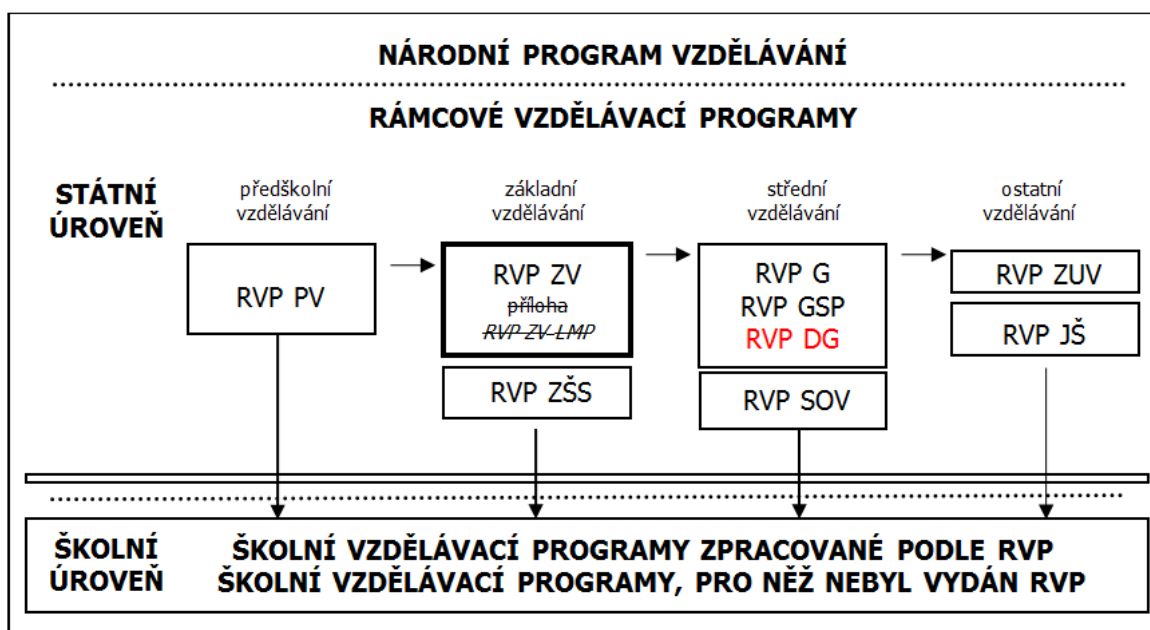 NÁRODNÍ PROGRAM VZDĚLÁVÁNÍ
RÁMCOVÉ VZDĚLÁVACÍ PROGRAMY
STÁTNÍ
ÚROVEŇ
předškolní
vzdělávání
základní
vzdělávání
střední
vzdělávání
ostatní
vzdělávání
RVP PV
RVP ZV
příloha
RVP ZV-LMP
RVP ZŠS
RVP G
RVP GSP
RVP DG
RVP SOV
RVP ZUV
RVP JŠ
ŠKOLNÍ
ÚROVEŇ
ŠKOLNÍ VZDĚLÁVACÍ PROGRAMY ZPRACOVANÉ PODLE RVP
ŠKOLNÍ VZDĚLÁVACÍ PROGRAMY, PRO NĚŽ NEBYL VYDÁN RVP